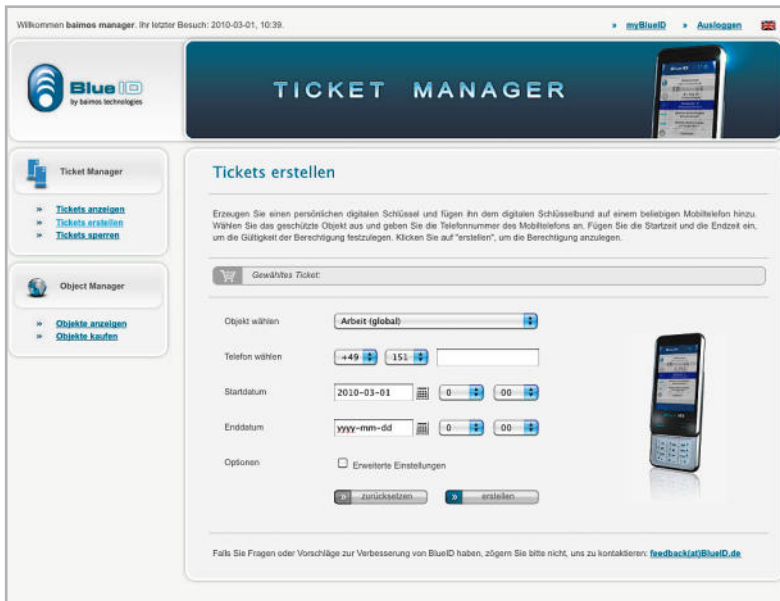 Willkommen baimos manager. Ihr letzter Besuch: 2010-03-01, 10:39.
» myBlueID » Ausloggen
BlueID
by baimos technologies
TICKET MANAGER
Ticket Manager
» Tickets anzeigen
» Tickets erstellen
» Tickets sperren
Object Manager
» Objekte anzeigen
» Objekte kaufen
Tickets erstellen
Erzeugen Sie einen persönlichen digitalen Schlüssel und fügen ihn dem digitalen Schlüsselbund auf einem beliebigen Mobiltelefon hinzu.
Wählen Sie das geschützte Objekt aus und geben Sie die Telefonnummer des Mobiltelefons an. Fügen Sie die Startzeit und die Endzeit ein,
um die Gültigkeit der Berechtigung festzulegen. Klicken Sie auf "erstellen", um die Berechtigung anzulegen.
Gewähltes Ticket:
Objekt wählen Arbeit (global)
Telefon wählen +49 151
Startdatum 2010-03-01 0 00
Enddatum yyyy-mm-dd 0 00
Optionen Erweiterte Einstellungen
» zurücksetzen » erstellen
Falls Sie Fragen oder Vorschläge zur Verbesserung von BlueID haben, zögern Sie bitte nicht, uns zu kontaktieren: feedback(at)BlueID.de